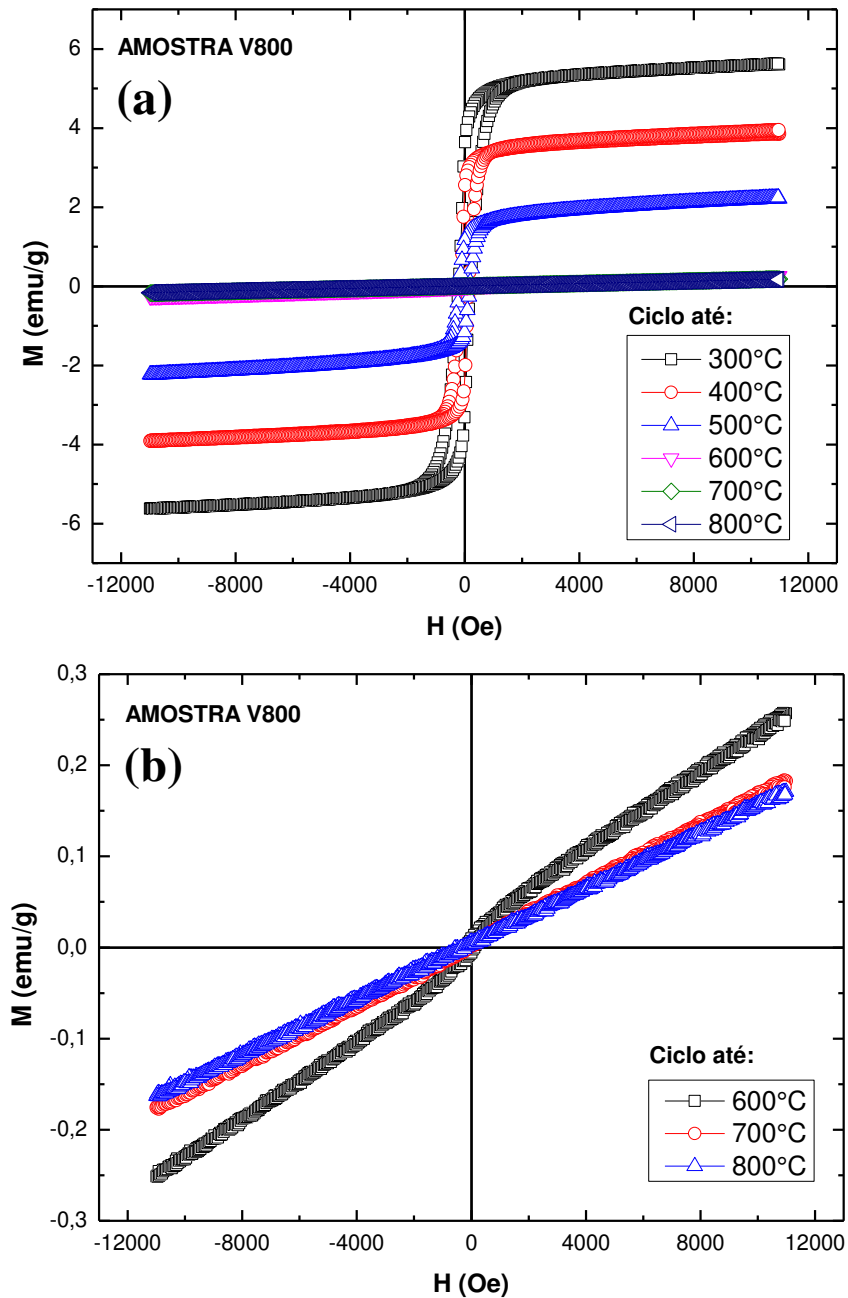 AMOSTRA V800
(a)
6
4
2
0
-2
-4
-6
M (emu/g)
Ciclo até:
300°C
400°C
500°C
600°C
700°C
800°C
-12000 -8000 -4000 0 4000 8000 12000
H (Oe)
AMOSTRA V800
(b)
0,3
0,2
0,1
0,0
-0,1
-0,2
-0,3
M (emu/g)
Ciclo até:
600°C
700°C
800°C
-12000 -8000 -4000 0 4000 8000 12000
H (Oe)